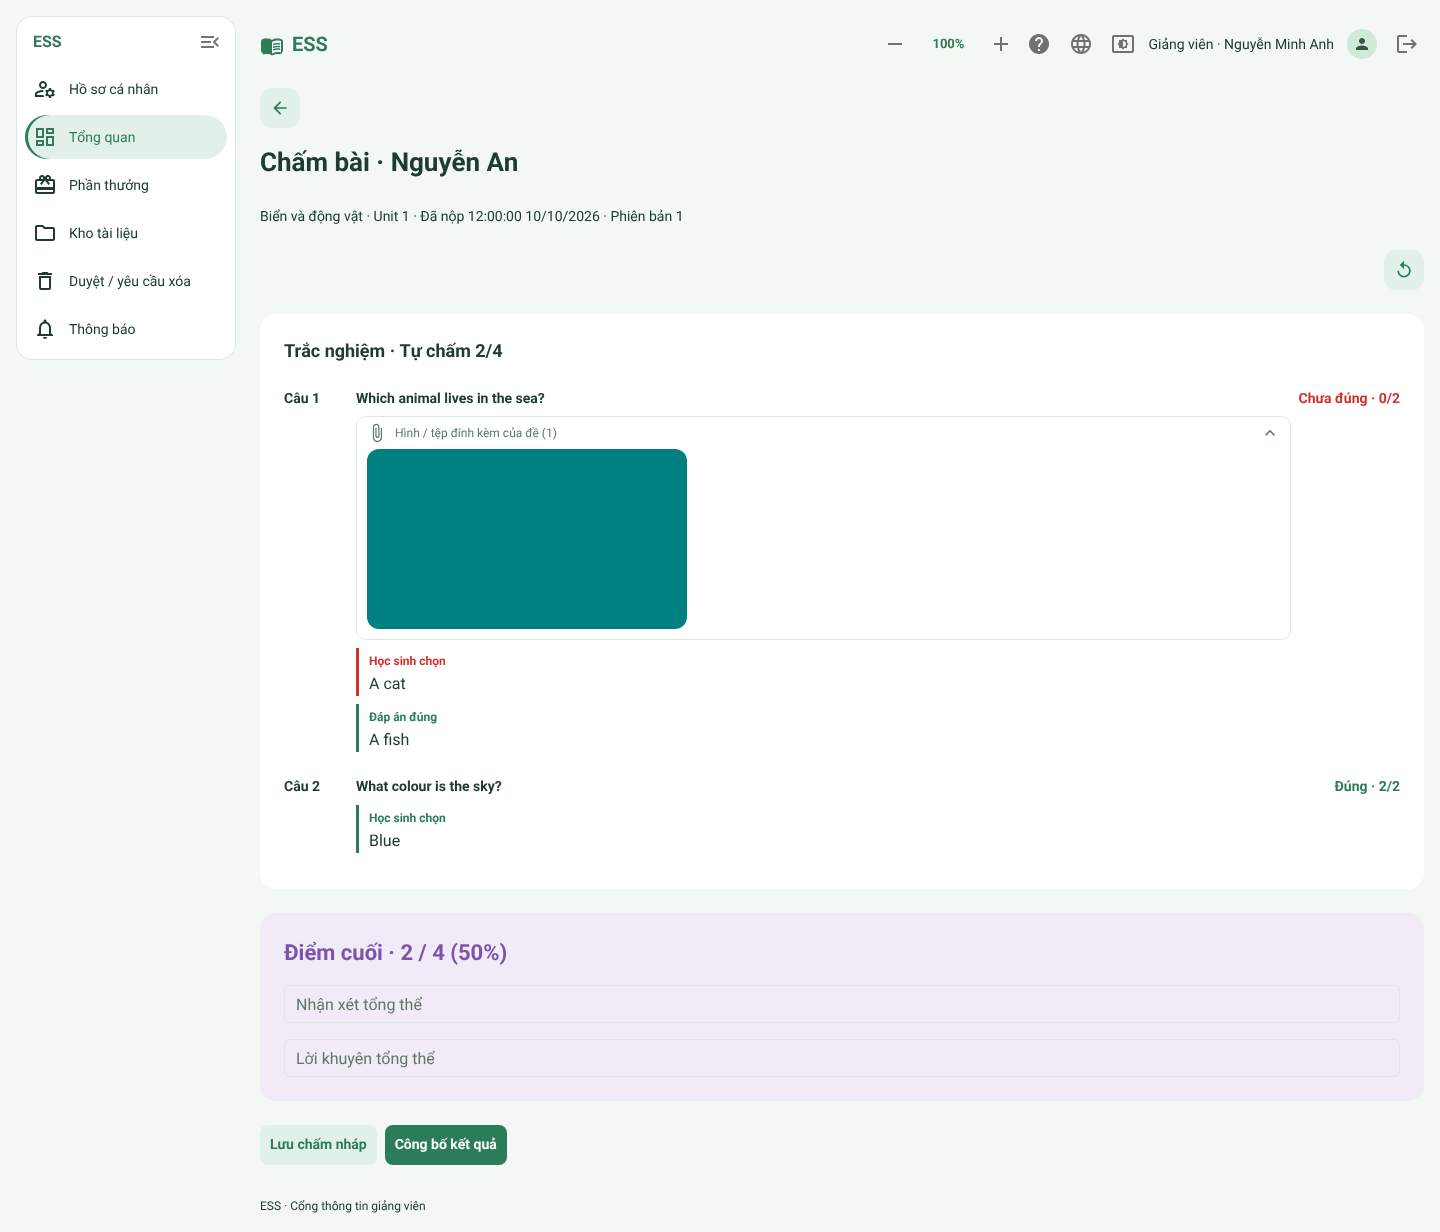 ESS
Hồ sơ cá nhân
Tổng quan
Phần thưởng
Kho tài liệu
Duyệt / yêu cầu xóa
Thông báo
ESS
100%
Giảng viên · Nguyễn Minh Anh
Chấm bài · Nguyễn An
Biển và động vật · Unit 1 · Đã nộp 12:00:00 10/10/2026 · Phiên bản 1
Trắc nghiệm · Tự chấm 2/4
Câu 1 Which animal lives in the sea? Chưa đúng · 0/2
Hình / tệp đính kèm của đề (1)
Học sinh chọn
A cat
Đáp án đúng
A fish
Câu 2 What colour is the sky? Đúng · 2/2
Học sinh chọn
Blue
Điểm cuối · 2 / 4 (50%)
Nhận xét tổng thể
Lời khuyên tổng thể
Lưu chấm nháp
Công bố kết quả
ESS · Cổng thông tin giảng viên